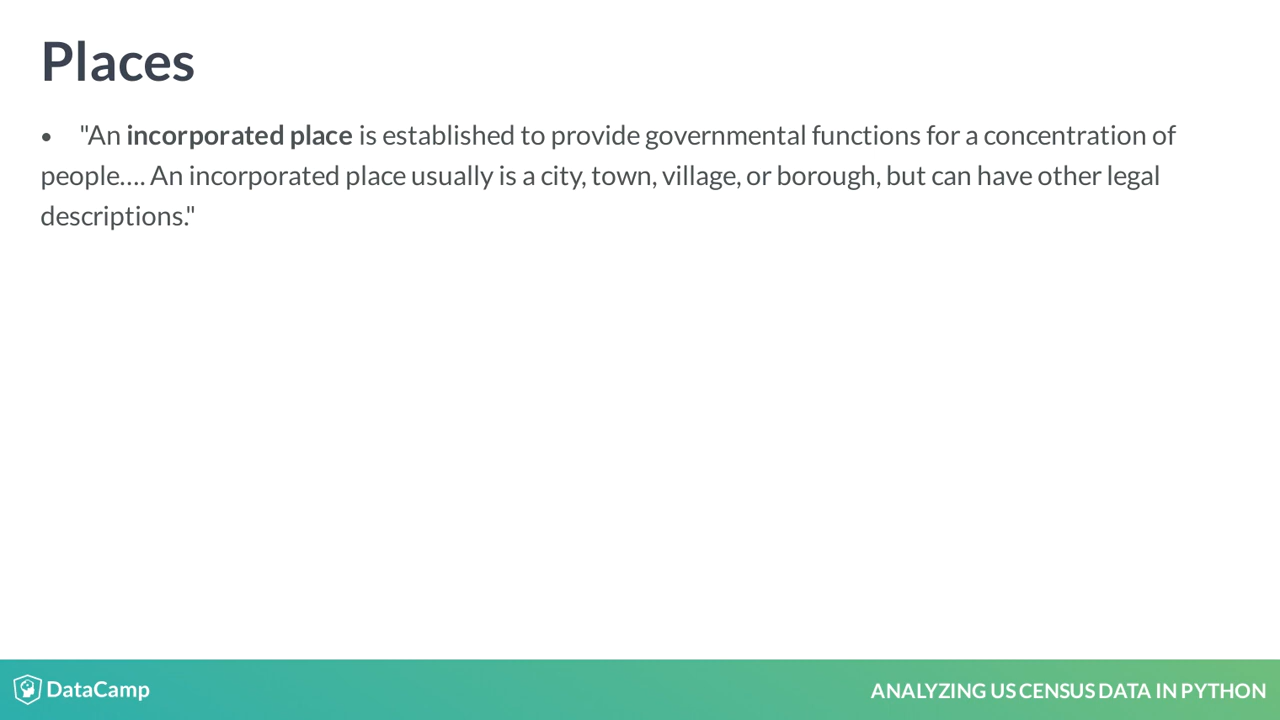 Places
• "An incorporated place is established to provide governmental functions for a concentration of
people…. An incorporated place usually is a city, town, village, or borough, but can have other legal
descriptions."
DataCamp
ANALYZING US CENSUS DATA IN PYTHON